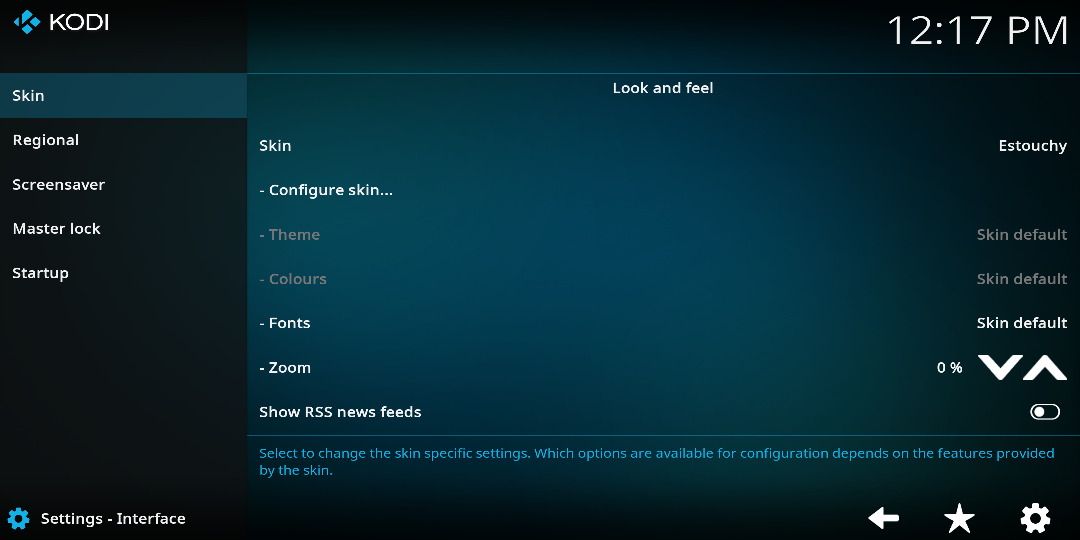 KODI
12:17 PM
Skin
Regional
Screensaver
Master lock
Startup
Look and feel
Skin Estouchy
- Configure skin...
- Theme Skin default
- Colours Skin default
- Fonts Skin default
- Zoom 0 %
Show RSS news feeds
Select to change the skin specific settings. Which options are available for configuration depends on the features provided
by the skin.
Settings - Interface